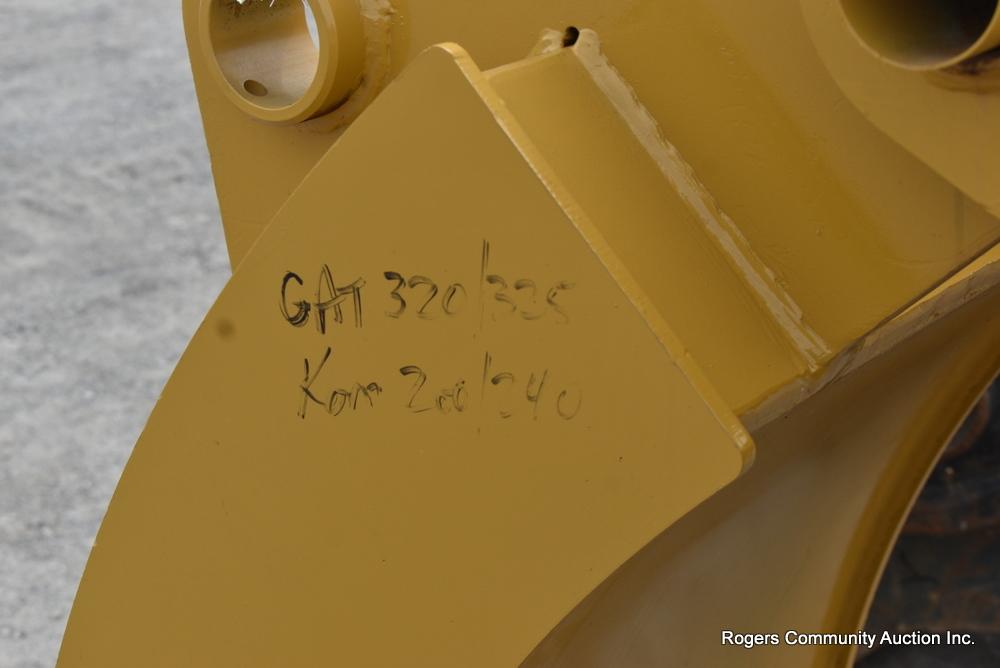 CAT 320/325
Kom 200/240
Rogers Community Auction Inc.